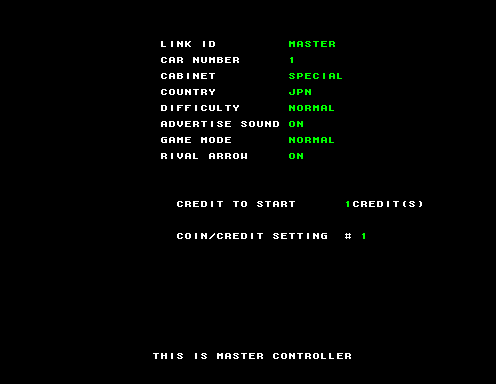 LINK ID MASTER
CAR NUMBER 1
CABINET SPECIAL
COUNTRY JPN
DIFFICULTY NORMAL
ADVERTISE SOUND ON
GAME MODE NORMAL
RIVAL ARROW ON
CREDIT TO START 1CREDIT(S)
COIN/CREDIT SETTING # 1
THIS IS MASTER CONTROLLER